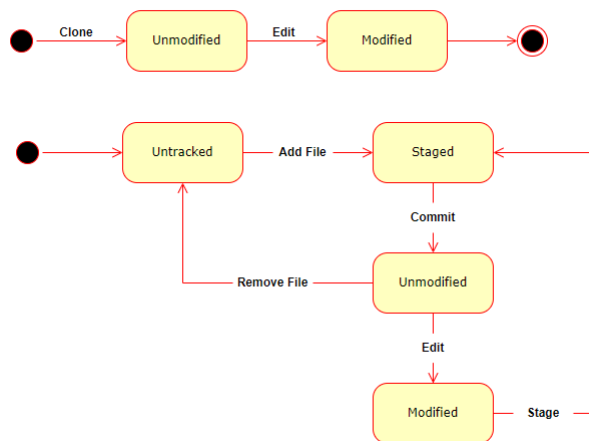 Clone
Unmodified
Edit
Modified
Untracked
Add File
Staged
Commit
Remove File
Unmodified
Edit
Modified
Stage